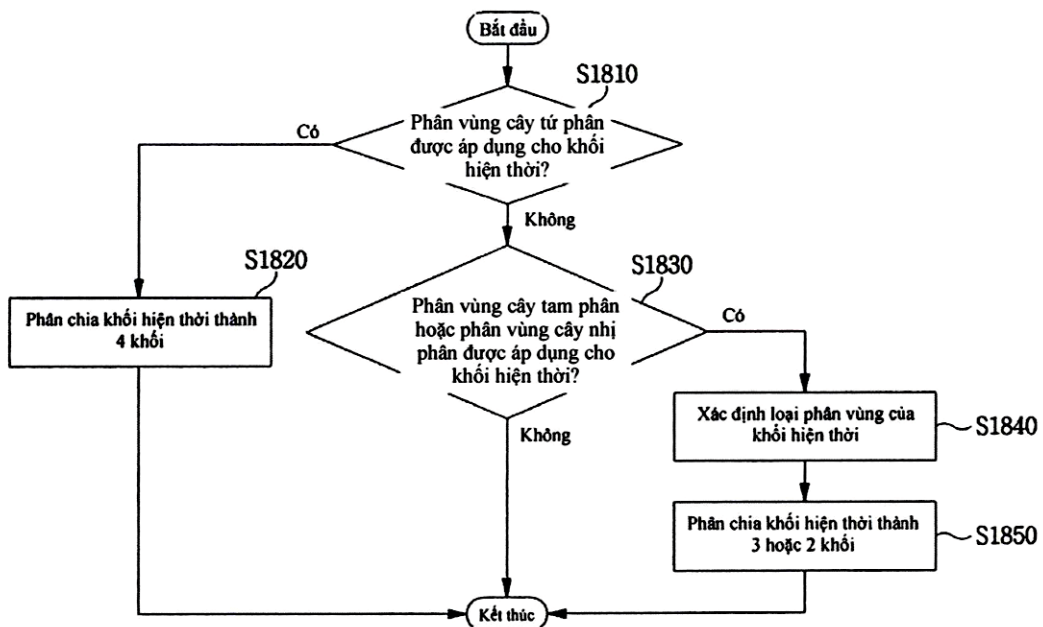 Bắt đầu
S1810
Phân vùng cây tứ phân
được áp dụng cho khối
hiện thời?
Có
Không
S1820
Phân chia khối hiện thời thành
4 khối
S1830
Phân vùng cây tam phân
hoặc phân vùng cây nhị
phân được áp dụng cho
khối hiện thời?
Có
Không
Xác định loại phân vùng của
khối hiện thời
S1840
Phân chia khối hiện thời thành
3 hoặc 2 khối
S1850
Kết thúc